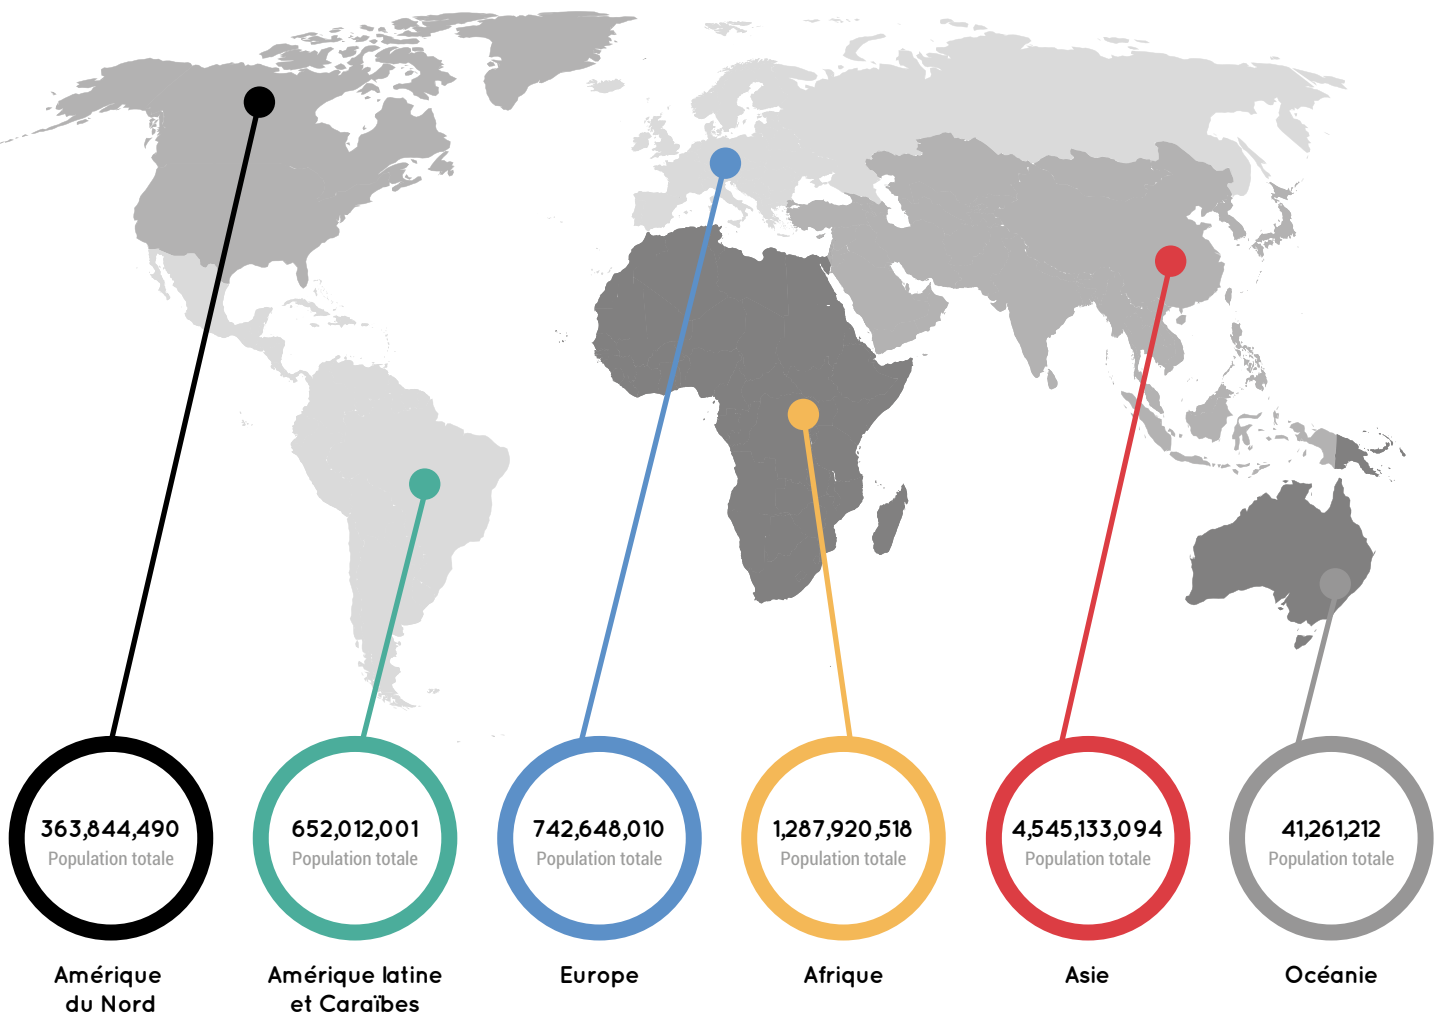 363,844,490
Population totale
Amérique
du Nord
652,012,001
Population totale
Amérique latine
et Caraïbes
742,648,010
Population totale
Europe
1,287,920,518
Population totale
Afrique
4,545,133,094
Population totale
Asie
41,261,212
Population totale
Océanie